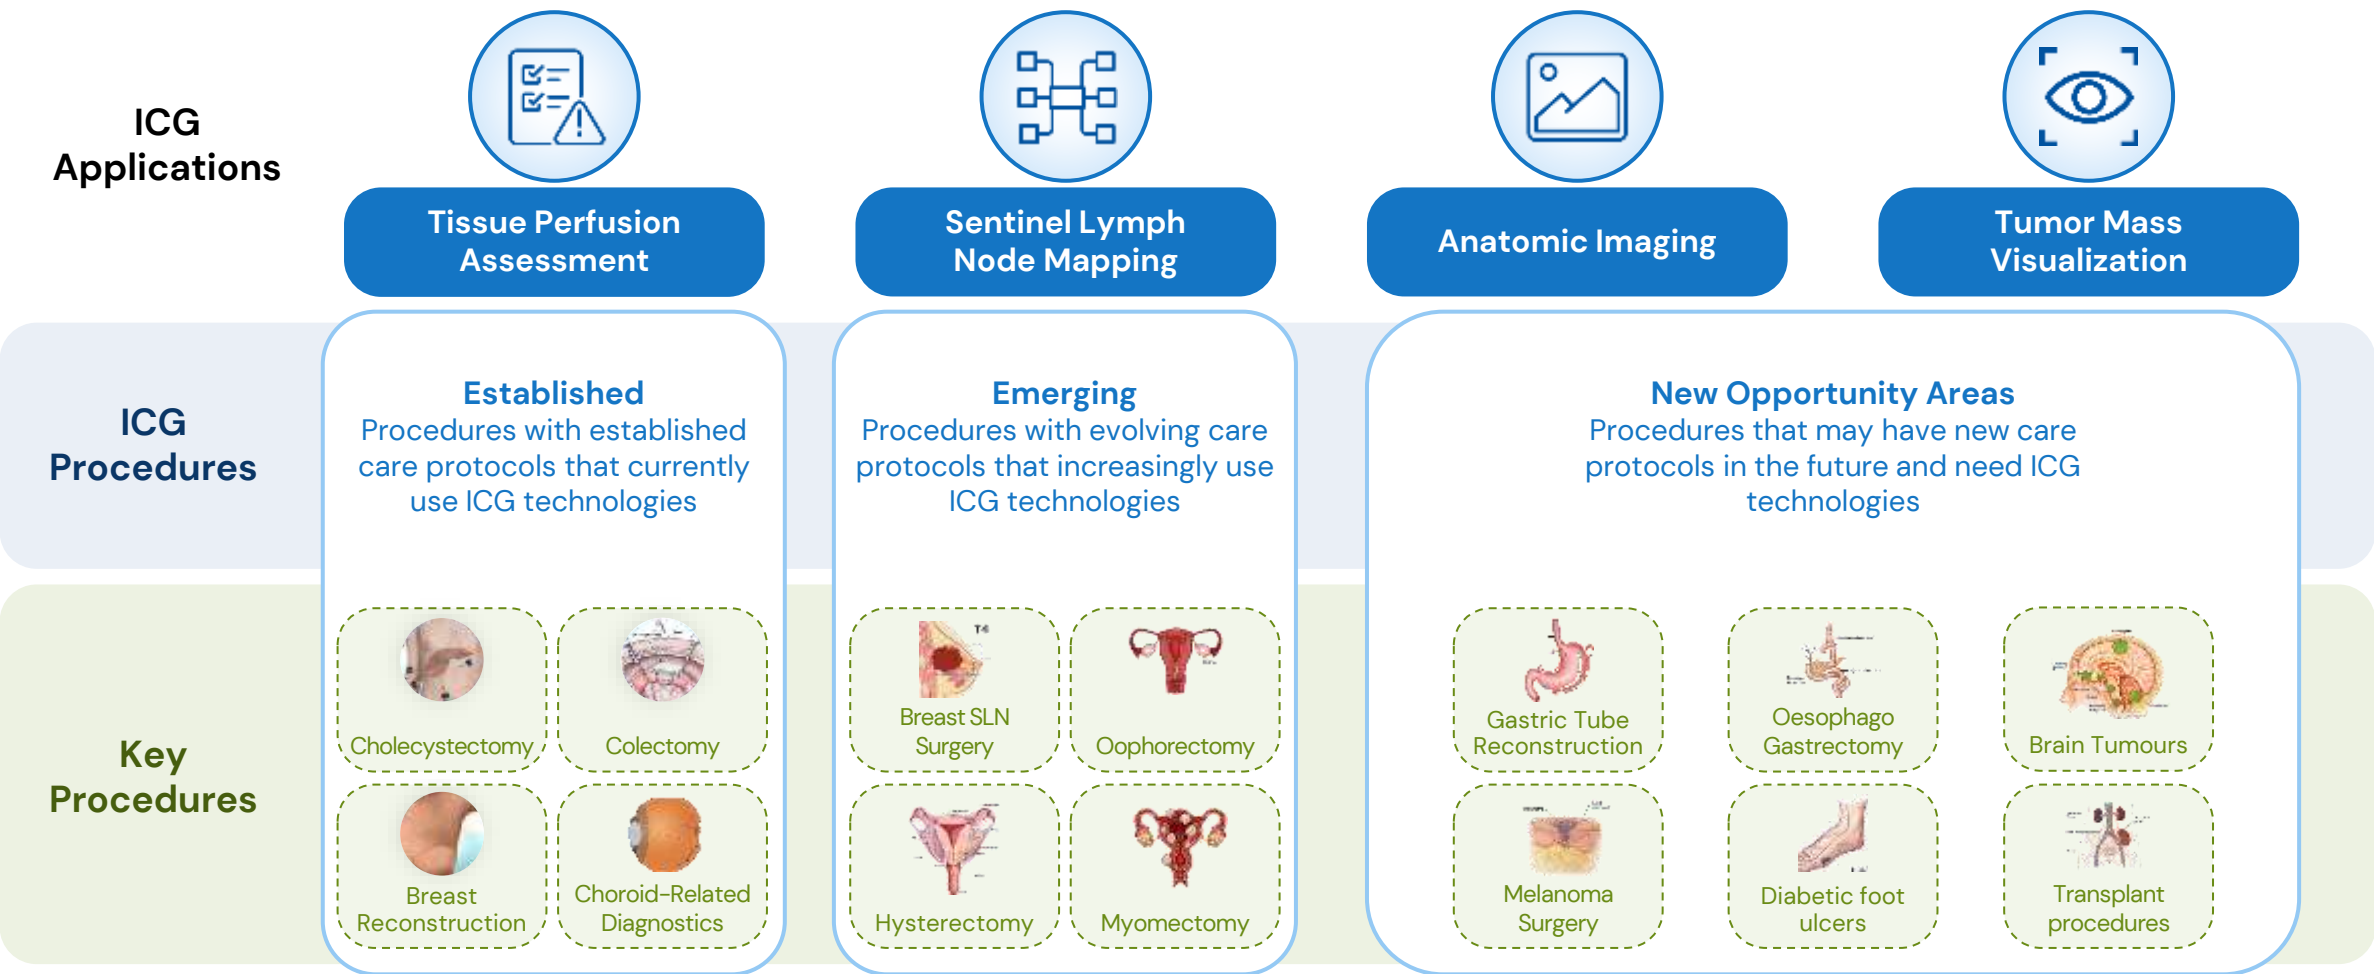 ICG
Applications
Tissue Perfusion
Assessment
Sentinel Lymph
Node Mapping
Anatomic Imaging
Tumor Mass
Visualization
ICG
Procedures
Established
Procedures with established
care protocols that currently
use ICG technologies
Emerging
Procedures with evolving care
protocols that increasingly use
ICG technologies
New Opportunity Areas
Procedures that may have new care
protocols in the future and need ICG
technologies
Key
Procedures
Cholecystectomy
Colectomy
Breast SLN
Surgery
Oophorectomy
Gastric Tube
Reconstruction
Oesophago
Gastrectomy
Brain Tumours
Breast
Reconstruction
Choroid-Related
Diagnostics
Hysterectomy
Myomectomy
Melanoma
Surgery
Diabetic foot
ulcers
Transplant
procedures